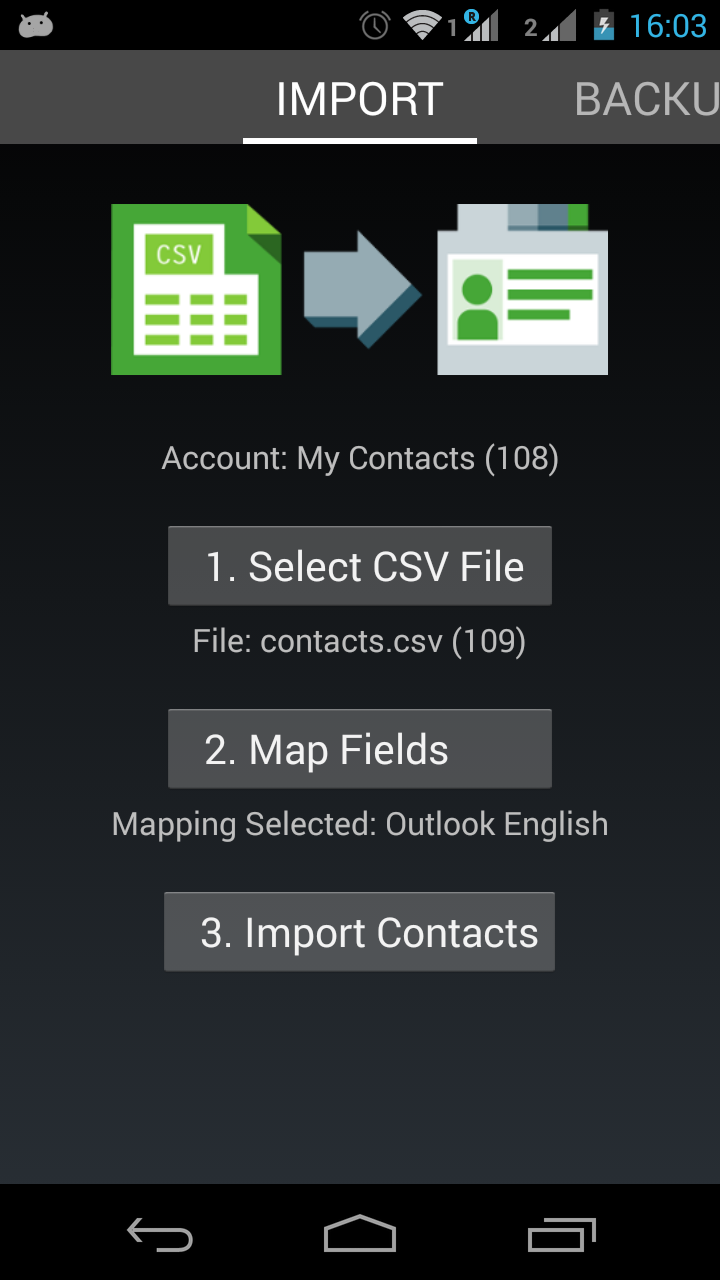 1 R 2 16:03
IMPORT BACKU
CSV
Account: My Contacts (108)
1. Select CSV File
File: contacts.csv (109)
2. Map Fields
Mapping Selected: Outlook English
3. Import Contacts